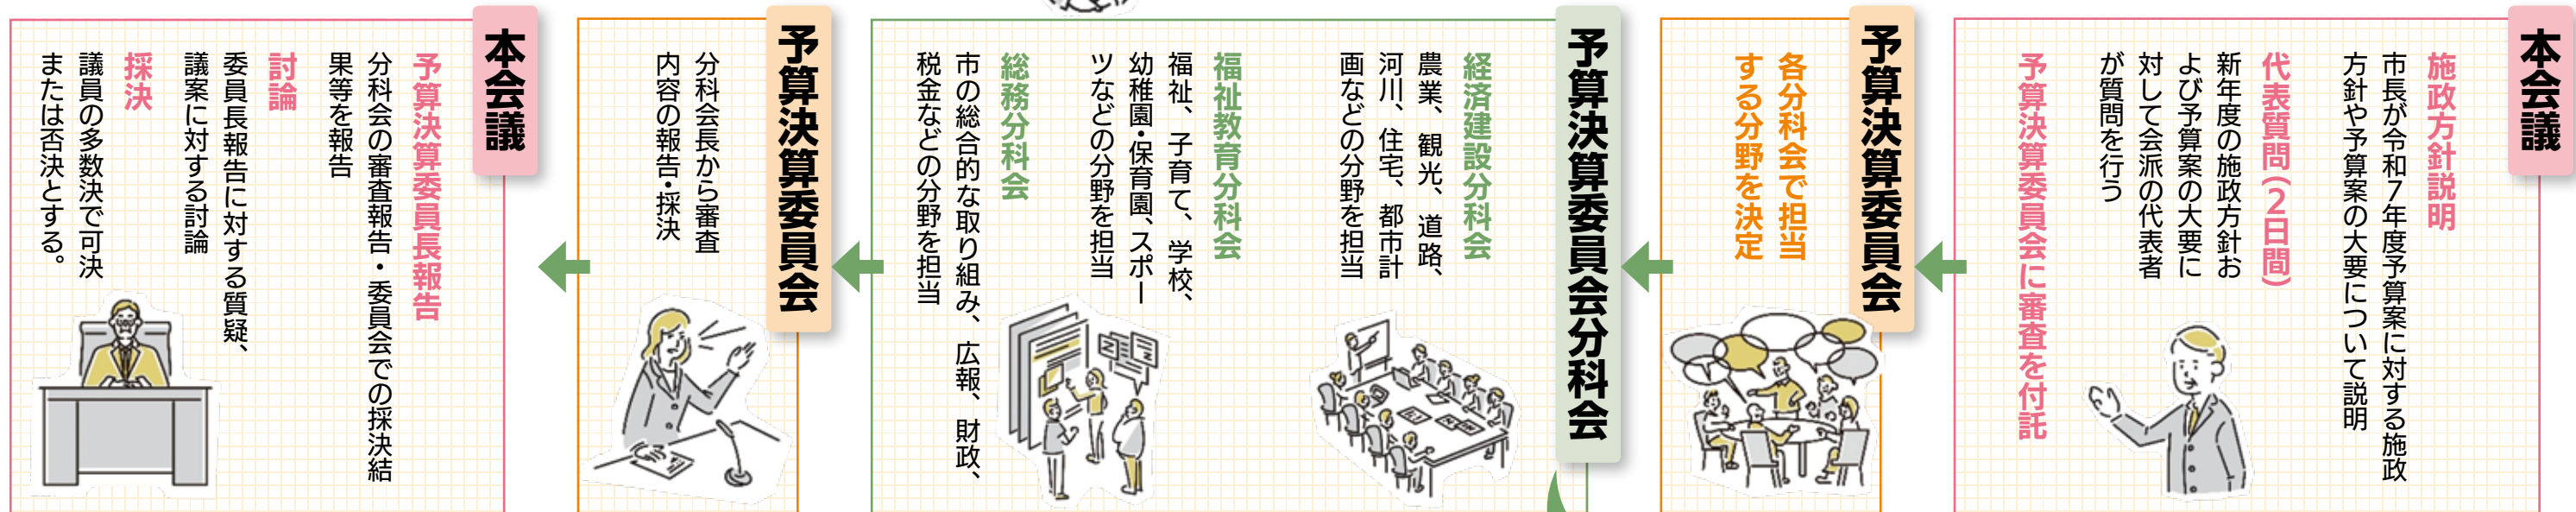 本会議
施政方針説明
市長が令和7年度予算案に対する施政
方針や予算案の大要について説明
代表質問(2日間)
新年度の施政方針お
よび予算案の大要に
対して会派の代表者
が質問を行う
予算決算委員会に審査を付託
予算決算委員会
各分科会で担当
する分野を決定
予算決算委員会分科会
経済建設分科会
農業、観光、道路、
河川、住宅、都市計
画などの分野を担当
福祉教育分科会
福祉、子育て、学校、
幼稚園・保育園、スポー
ツなどの分野を担当
総務分科会
市の総合的な取り組み、広報、財政、
税金などの分野を担当
予算決算委員会
分科会長から審査
内容の報告・採決
本会議
予算決算委員長報告
分科会の審査報告・委員会での採決結
果等を報告
討論
委員長報告に対する質疑、
議案に対する討論
採決
議員の多数決で可決
または否決とする。